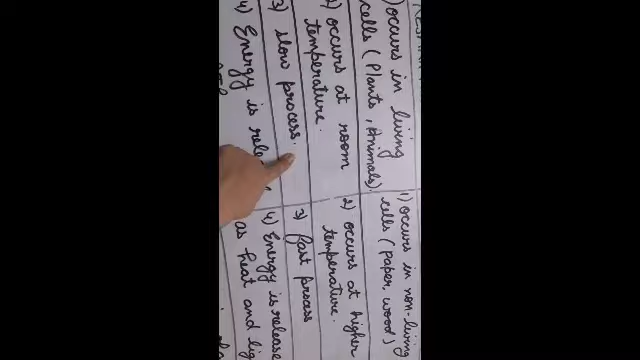 1) occurs in living
cells (Plants, Animals).
2) occurs at room
temperature.
3) slow process.
4) Energy is
1) occurs in non-living
cells (Paper, wood)
2) occurs at higher
temperature.
3) fast process
4) Energy is release
as heat and